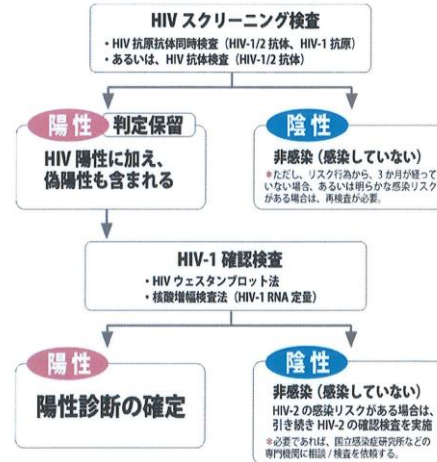 HIV スクリーニング検査
・HIV 抗原抗体同時検査（HIV-1/2 抗体、HIV-1 抗原）
・あるいは、HIV 抗体検査（HIV-1/2 抗体）
陽性 判定保留
HIV 陽性に加え、
偽陽性も含まれる
陰性
非感染（感染していない）
*ただし、リスク行為から、3 か月が経って
いない場合、あるいは明らかな感染リスク
がある場合は、再検査が必要。
HIV-1 確認検査
・HIV ウェスタンブロット法
・核酸増幅検査法（HIV-1 RNA 定量）
陽性
陽性診断の確定
陰性
非感染（感染していない）
HIV-2 の感染リスクがある場合は、
引き続き HIV-2 の確認検査を実施
*必要であれば、国立感染症研究所などの
専門機関に相談 / 検査を依頼する。